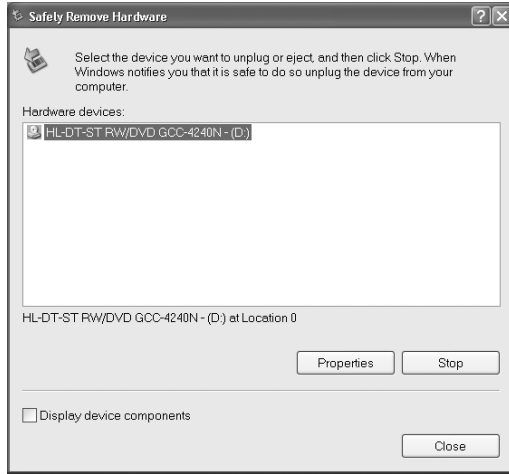 Safely Remove Hardware
Select the device you want to unplug or eject, and then click Stop. When
Windows notifies you that it is safe to do so unplug the device from your
computer.
Hardware devices:
HL-DT-ST RW/DVD GCC-4240N - (D:)
HL-DT-ST RW/DVD GCC-4240N - (D:) at Location 0
Properties Stop
Display device components
Close